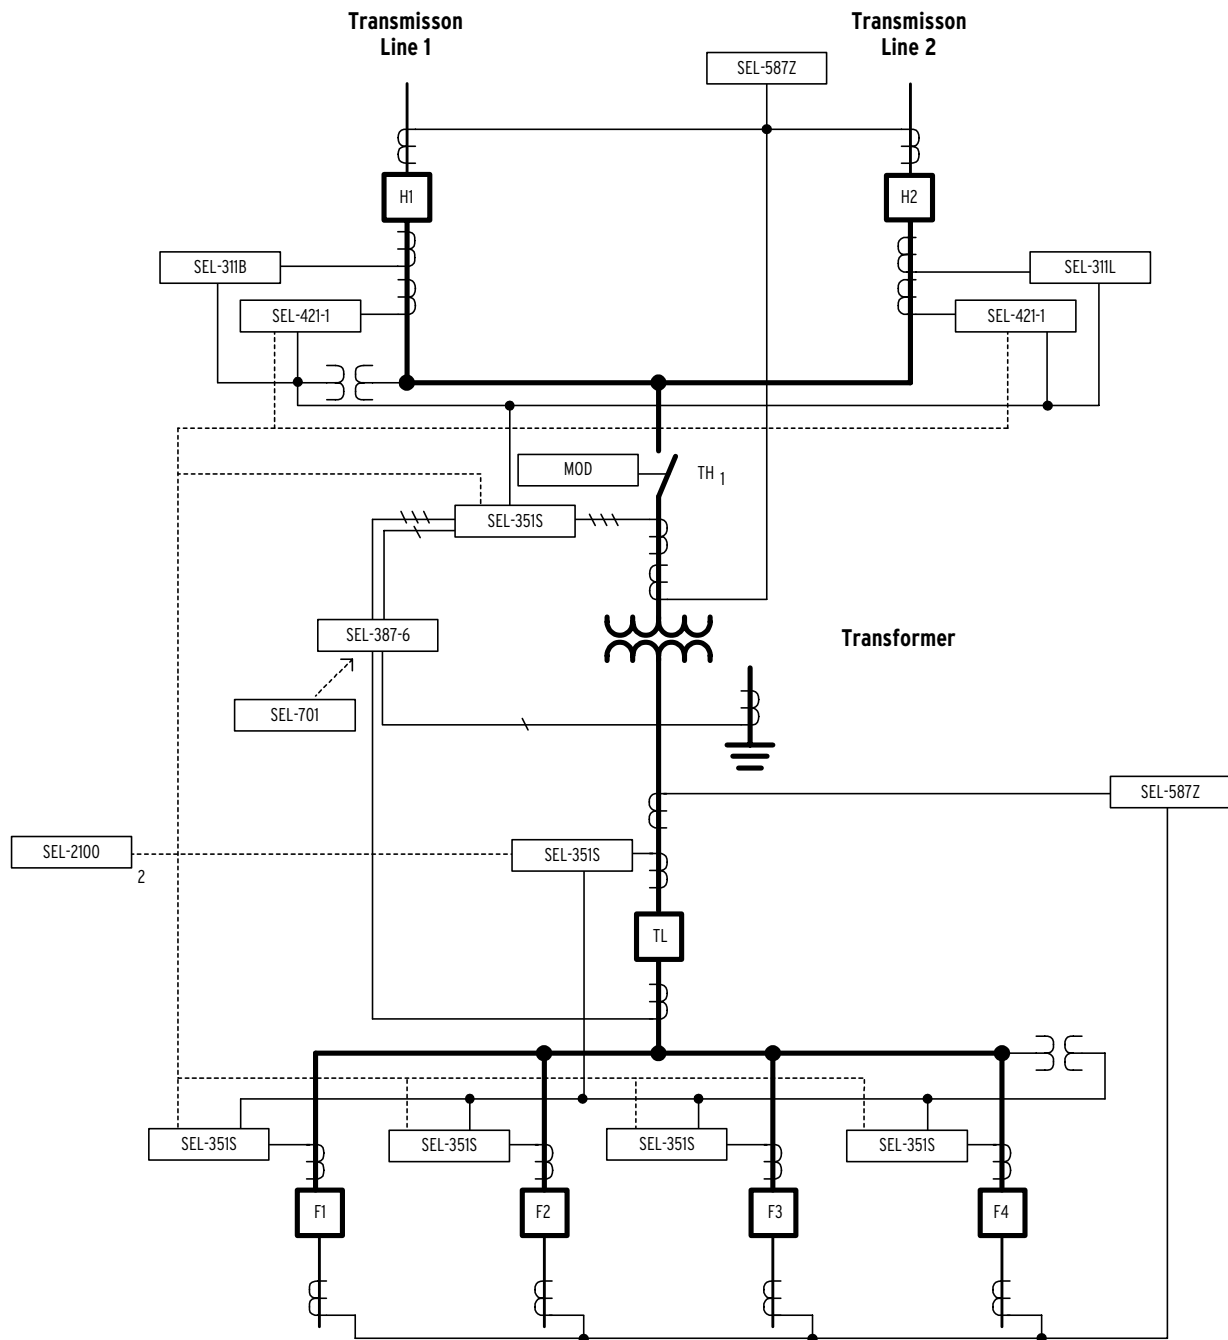 Transmisson
Line 1
Transmisson
Line 2
SEL-587Z
H1
H2
SEL-311B
SEL-311L
SEL-421-1
SEL-421-1
MOD
TH 1
SEL-351S
SEL-387-6
Transformer
SEL-701
SEL-587Z
SEL-2100
2
SEL-351S
TL
SEL-351S
SEL-351S
SEL-351S
SEL-351S
F1
F2
F3
F4